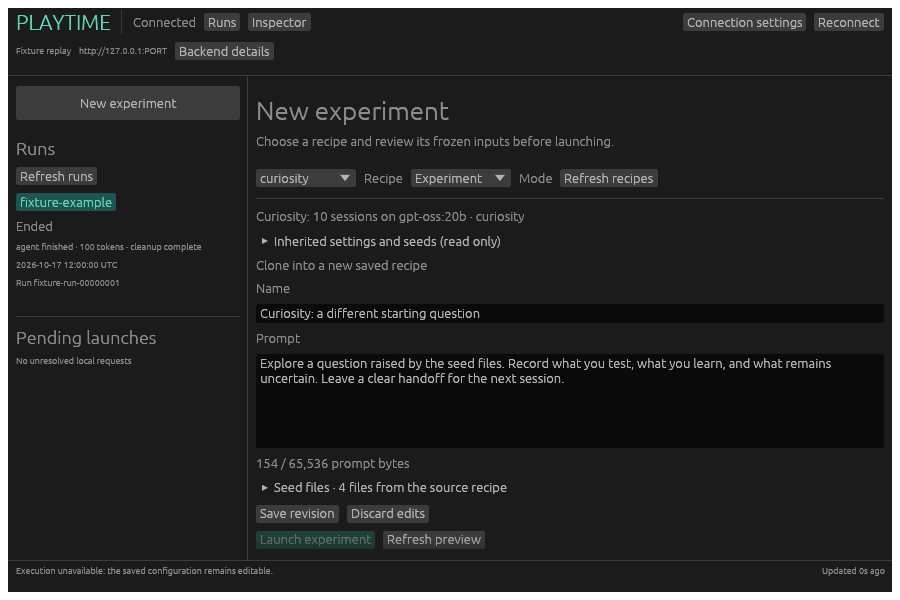 PLAYTIME Connected Runs Inspector Connection settings Reconnect
Fixture replay http://127.0.0.1:PORT Backend details
New experiment
Runs
Refresh runs
fixture-example
Ended
agent finished · 100 tokens · cleanup complete
2026-10-17 12:00:00 UTC
Run fixture-run-00000001
Pending launches
No unresolved local requests
New experiment
Choose a recipe and review its frozen inputs before launching.
curiosity Recipe Experiment Mode Refresh recipes
Curiosity: 10 sessions on gpt-oss:20b · curiosity
Inherited settings and seeds (read only)
Clone into a new saved recipe
Name
Curiosity: a different starting question
Prompt
Explore a question raised by the seed files. Record what you test, what you learn, and what remains
uncertain. Leave a clear handoff for the next session.
154 / 65,536 prompt bytes
Seed files · 4 files from the source recipe
Save revision Discard edits
Launch experiment Refresh preview
Execution unavailable: the saved configuration remains editable. Updated 0s ago